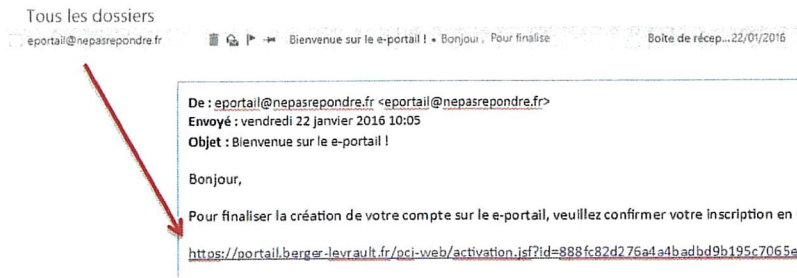 Tous les dossiers
eportail@nepasrepondre.fr Bienvenue sur le e-portail ! • Bonjour, Pour finalise Boîte de récep... 22/01/2016
De : eportail@nepasrepondre.fr <eportail@nepasrepondre.fr>
Envoyé : vendredi 22 janvier 2016 10:05
Objet : Bienvenue sur le e-portail !
Bonjour,
Pour finaliser la création de votre compte sur le e-portail, veuillez confirmer votre inscription en
https://portail.berger-levrault.fr/pci-web/activation.jsf?id=888fc82d276a4a4badbd9b195c7065e